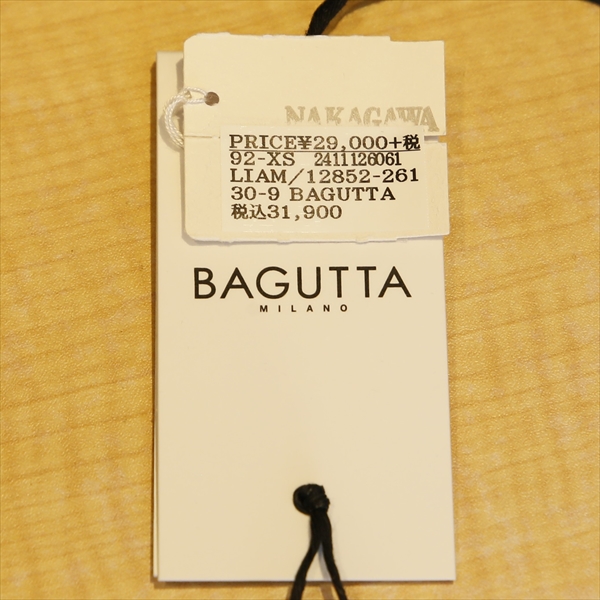 NAKAGAWA
PRICE¥29,000+税
92-XS 2411126061
LIAM/12852-261
30-9 BAGUTTA
税込31,900
BAGUTTA
MILANO